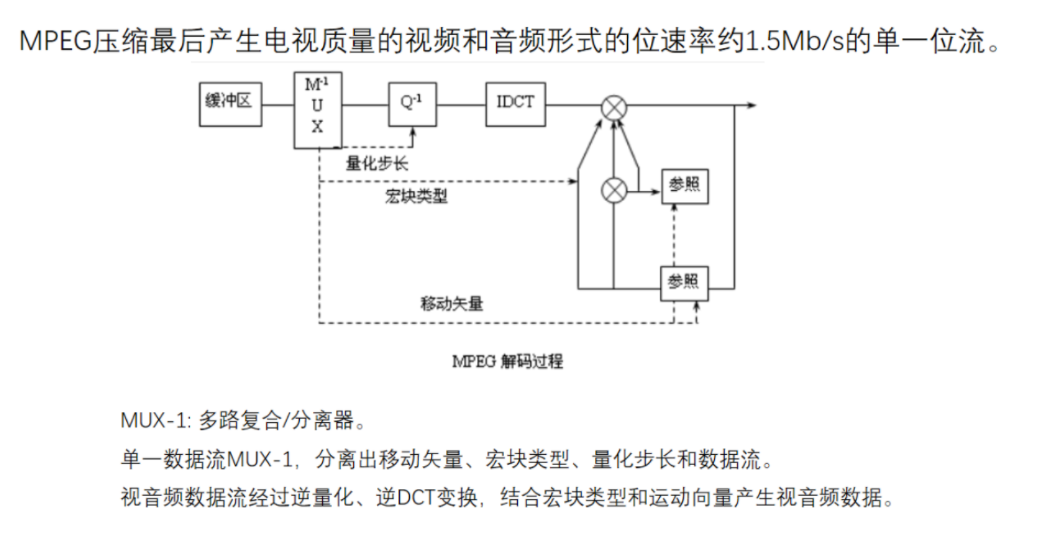 MPEG压缩最后产生电视质量的视频和音频形式的位速率约1.5Mb/s的单一位流。
缓冲区
M-1
U
X
Q-1
IDCT
量化步长
宏块类型
参照
参照
移动矢量
MPEG 解码过程
MUX-1: 多路复合/分离器。
单一数据流MUX-1，分离出移动矢量、宏块类型、量化步长和数据流。
视音频数据流经过逆量化、逆DCT变换，结合宏块类型和运动向量产生视音频数据。